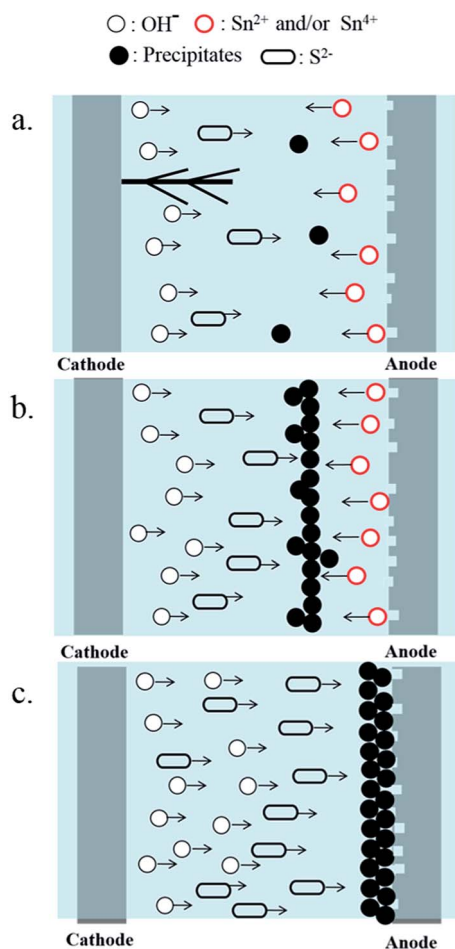 : OH⁻ : Sn²⁺ and/or Sn⁴⁺
: Precipitates : S²⁻
a.
Cathode Anode
b.
Cathode Anode
c.
Cathode Anode